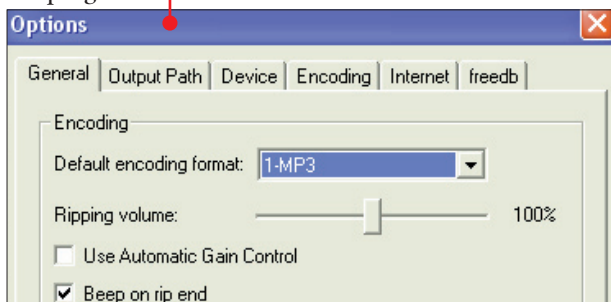 Options
General Output Path Device Encoding Internet freedb
Encoding
Default encoding format: 1-MP3
Ripping volume: 100%
Use Automatic Gain Control
Beep on rip end